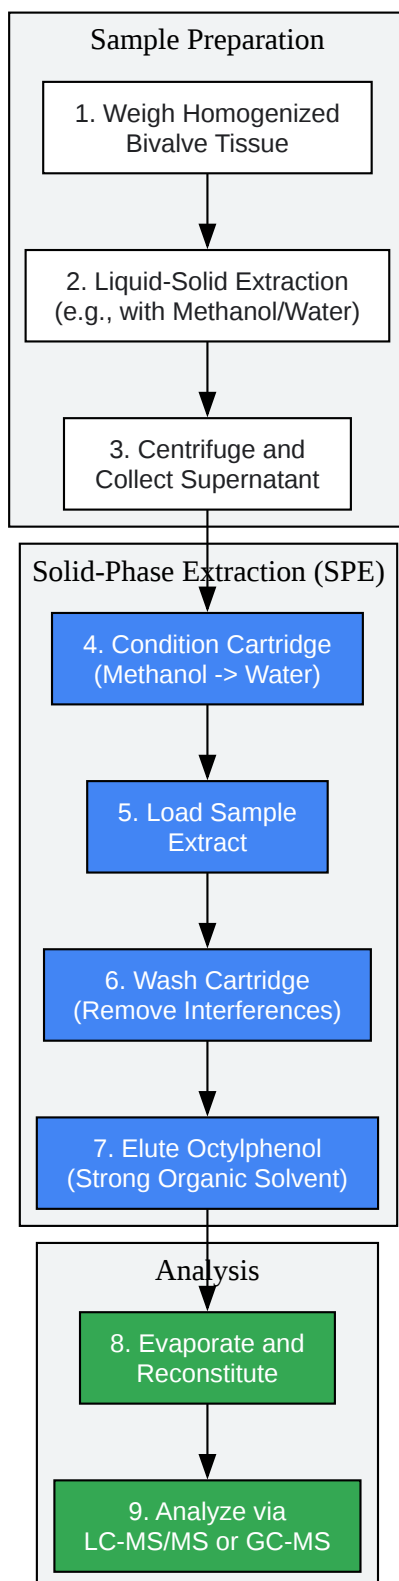 Sample Preparation
1. Weigh Homogenized
Bivalve Tissue
2. Liquid-Solid Extraction
(e.g., with Methanol/Water)
3. Centrifuge and
Collect Supernatant
Solid-Phase Extraction (SPE)
4. Condition Cartridge
(Methanol -> Water)
5. Load Sample
Extract
6. Wash Cartridge
(Remove Interferences)
7. Elute Octylphenol
(Strong Organic Solvent)
Analysis
8. Evaporate and
Reconstitute
9. Analyze via
LC-MS/MS or GC-MS